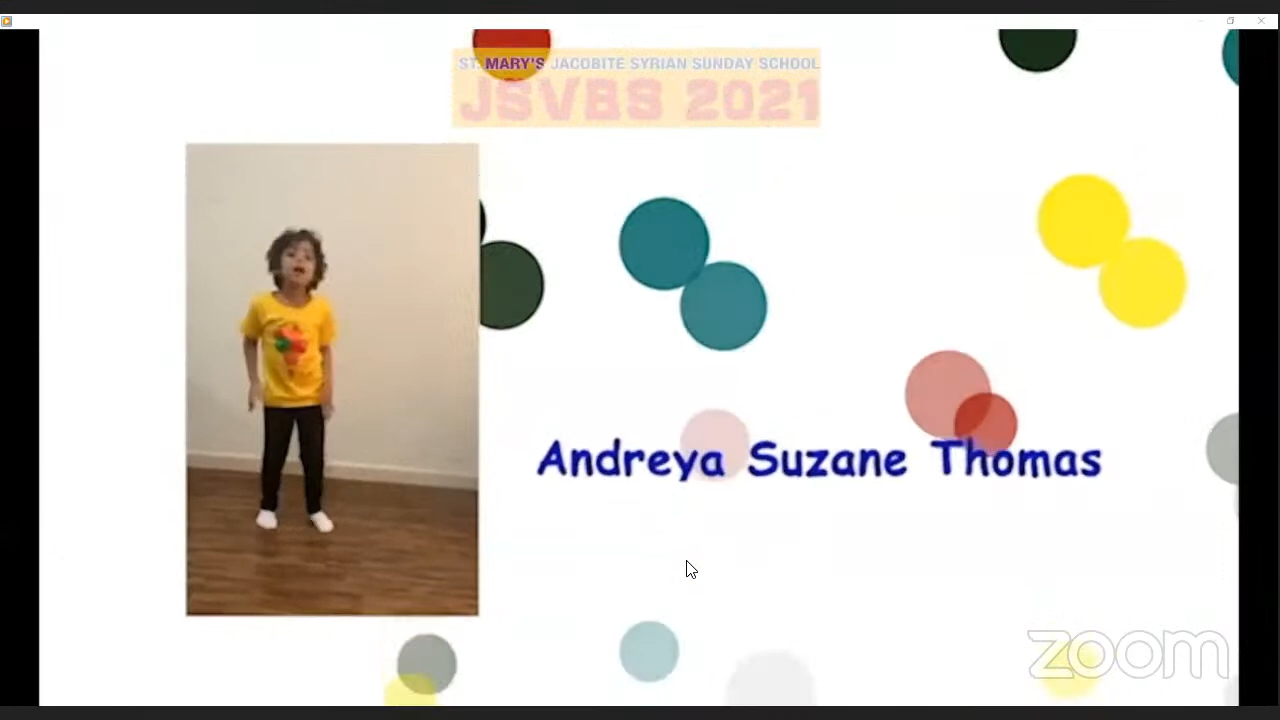 ST. MARY'S JACOBITE SYRIAN SUNDAY SCHOOL
JSVBS 2021
Andreya Suzane Thomas
zoom